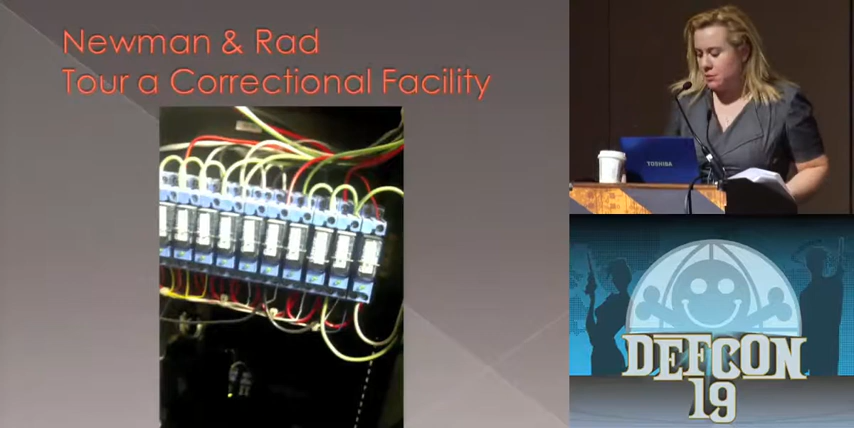 Newman & Rad
Tour a Correctional Facility
TOSHIBA
DEFCON
19